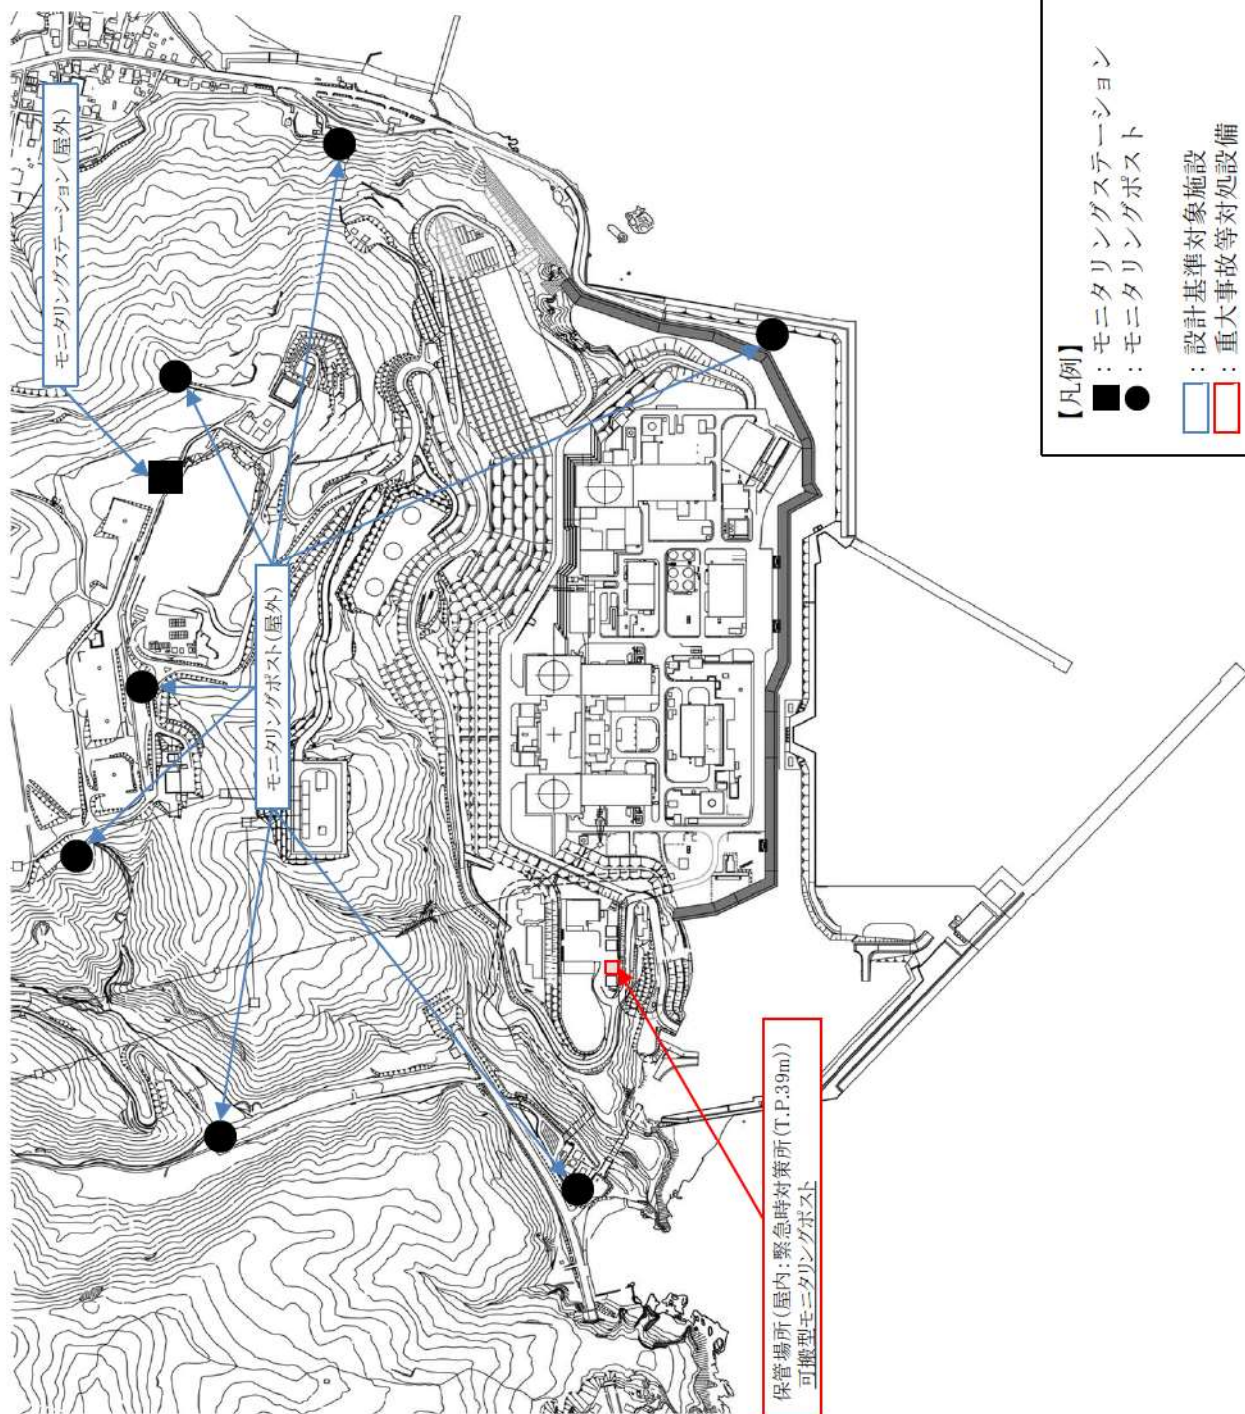 モニタリングステーション(屋外)
モニタリングポスト(屋外)
保管場所(屋内:緊急時対策所(T.P.39m))
可搬型モニタリングポスト
【凡例】
■:モニタリングステーション
●:モニタリングポスト
:設計基準対象施設
:重大事故等対処設備